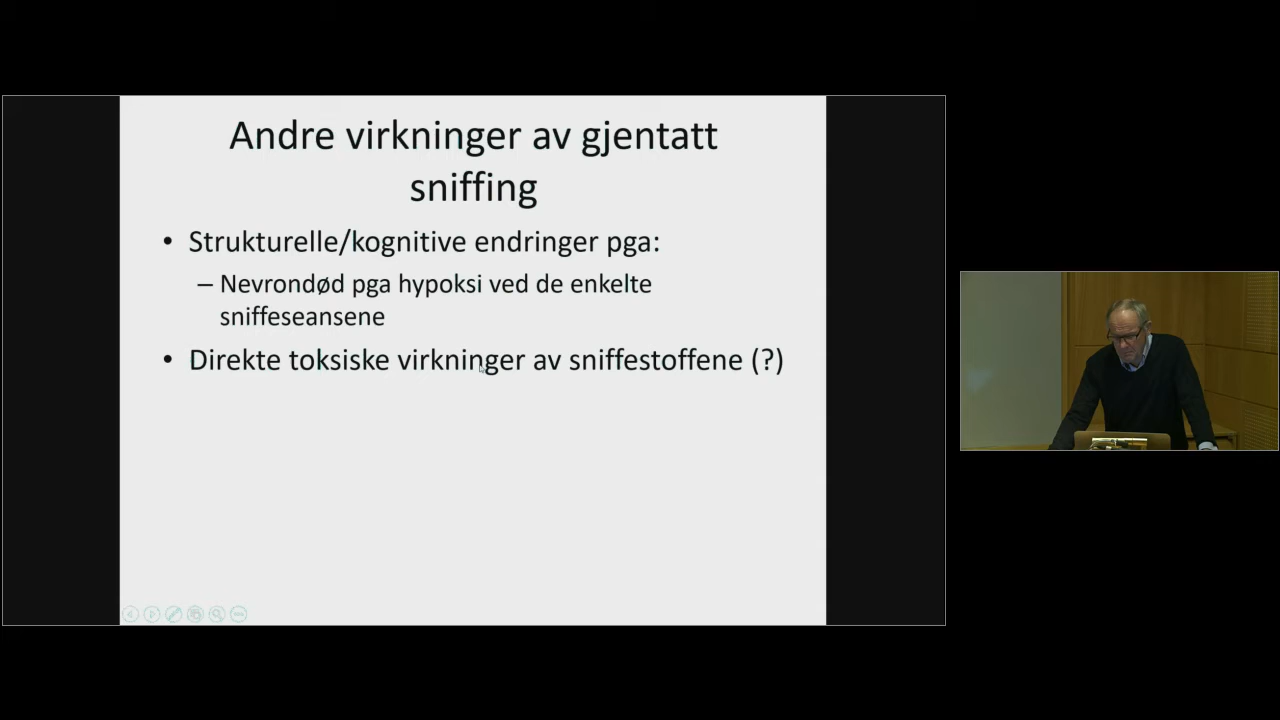 Andre virkninger av gjentatt
sniffing
• Strukturelle/kognitive endringer pga:
– Nevrondød pga hypoksi ved de enkelte
sniffeseansene
• Direkte toksiske virkninger av sniffestoffene (?)